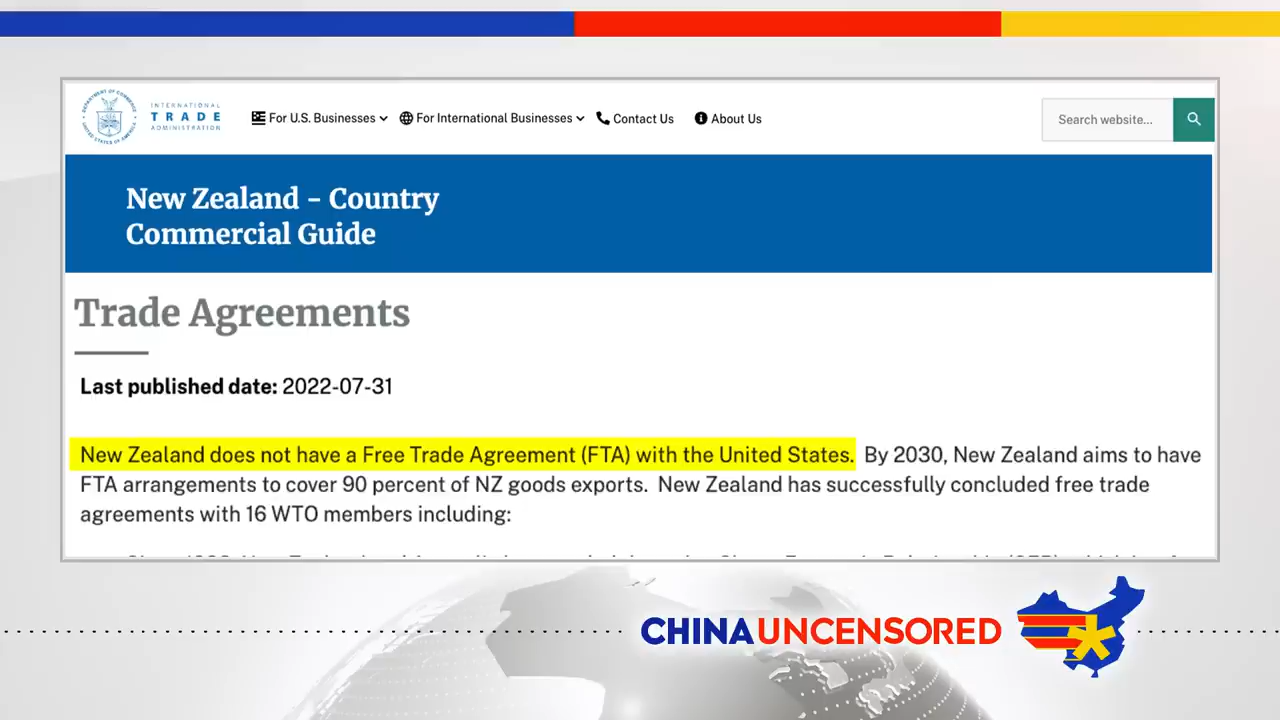 INTERNATIONAL
TRADE
ADMINISTRATION
For U.S. Businesses
For International Businesses
Contact Us
About Us
Search website...
New Zealand – Country
Commercial Guide
Trade Agreements
Last published date: 2022-07-31
New Zealand does not have a Free Trade Agreement (FTA) with the United States. By 2030, New Zealand aims to have
FTA arrangements to cover 90 percent of NZ goods exports. New Zealand has successfully concluded free trade
agreements with 16 WTO members including:
CHINA UNCENSORED